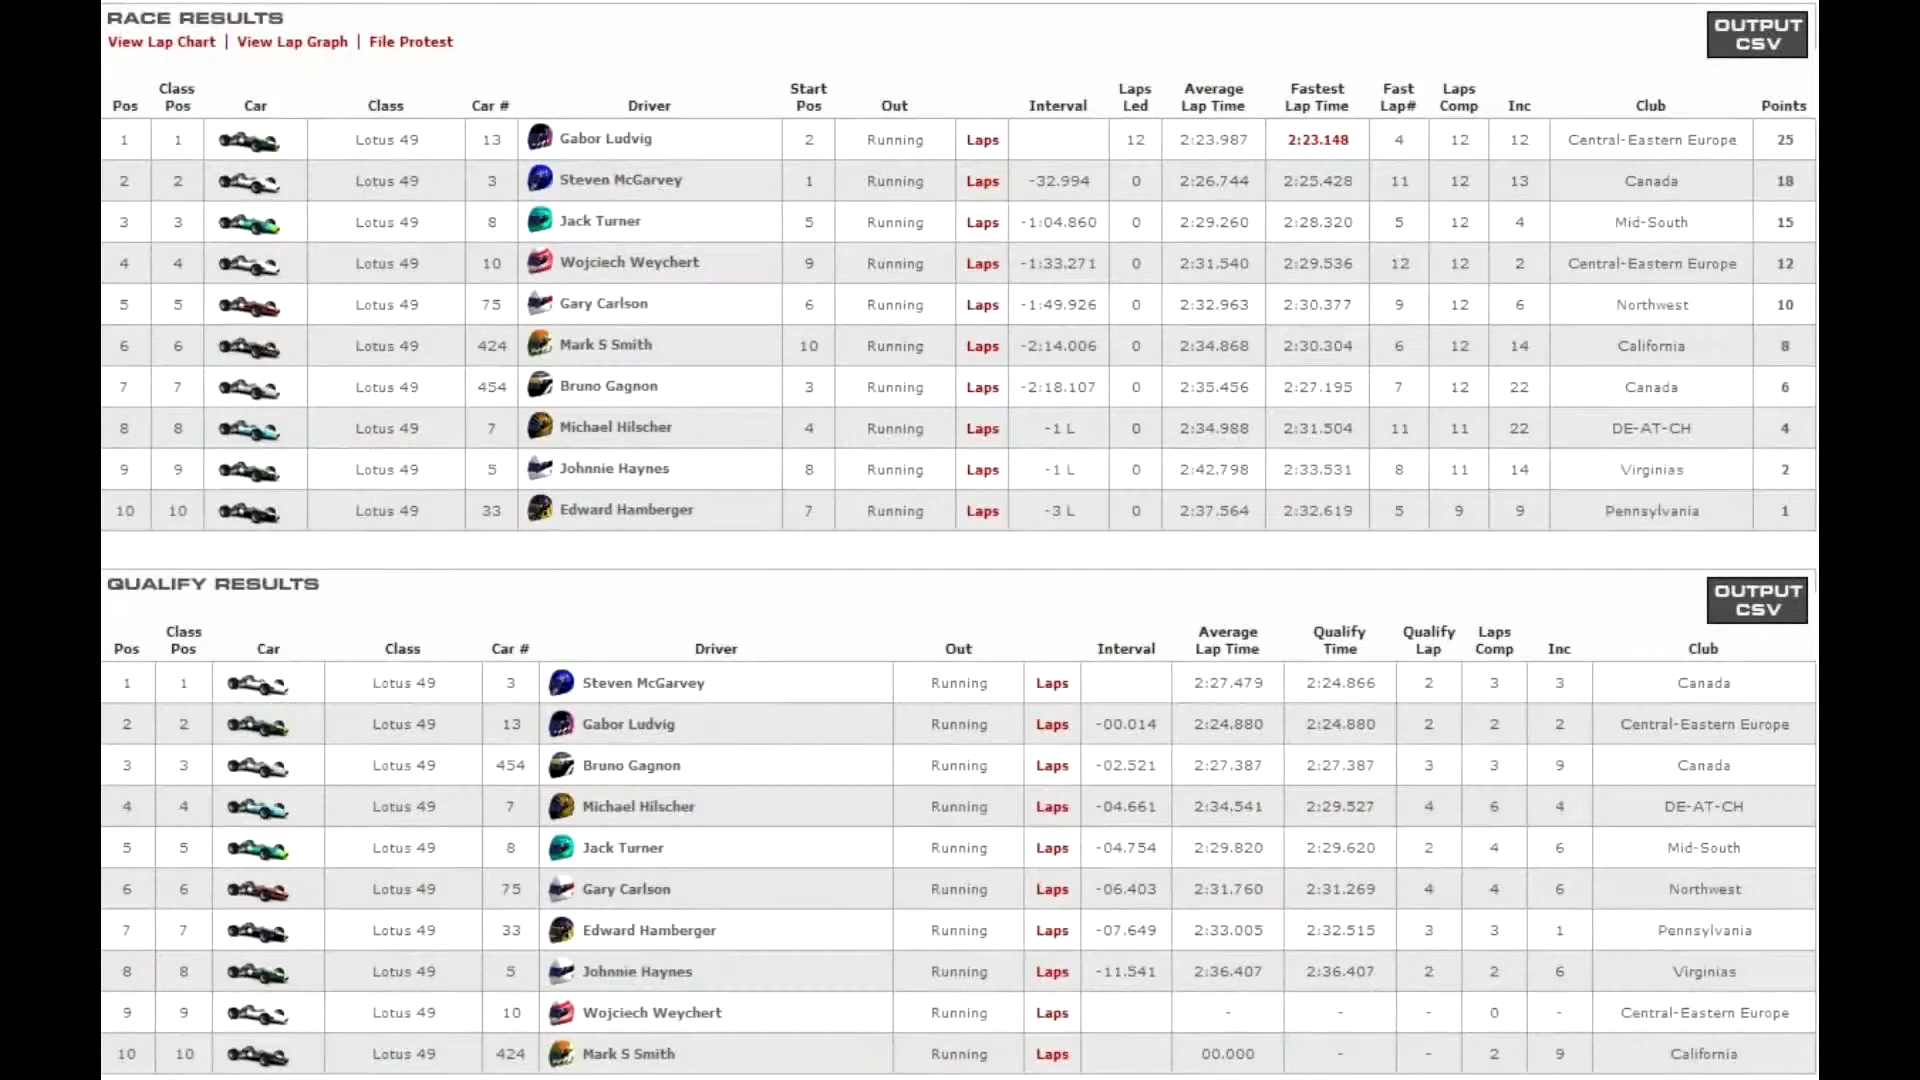 RACE RESULTS
View Lap Chart | View Lap Graph | File Protest
OUTPUT CSV
Pos Class Pos Car Class Car # Driver Start Pos Out Interval Laps Led Average Lap Time Fastest Lap Time Fast Lap# Laps Comp Inc Club Points
1 1 Lotus 49 13 Gabor Ludvig 2 Running Laps 12 2:23.987 2:23.148 4 12 12 Central-Eastern Europe 25
2 2 Lotus 49 3 Steven McGarvey 1 Running Laps -32.994 0 2:26.744 2:25.428 11 12 13 Canada 18
3 3 Lotus 49 8 Jack Turner 5 Running Laps -1:04.860 0 2:29.260 2:28.320 5 12 4 Mid-South 15
4 4 Lotus 49 10 Wojciech Weychert 9 Running Laps -1:33.271 0 2:31.540 2:29.536 12 12 2 Central-Eastern Europe 12
5 5 Lotus 49 75 Gary Carlson 6 Running Laps -1:49.926 0 2:32.963 2:30.377 9 12 6 Northwest 10
6 6 Lotus 49 424 Mark S Smith 10 Running Laps -2:14.006 0 2:34.868 2:30.304 6 12 14 California 8
7 7 Lotus 49 454 Bruno Gagnon 3 Running Laps -2:18.107 0 2:35.456 2:27.195 7 12 22 Canada 6
8 8 Lotus 49 7 Michael Hilscher 4 Running Laps -1 L 0 2:34.988 2:31.504 11 11 22 DE-AT-CH 4
9 9 Lotus 49 5 Johnnie Haynes 8 Running Laps -1 L 0 2:42.798 2:33.531 8 11 14 Virginias 2
10 10 Lotus 49 33 Edward Hamberger 7 Running Laps -3 L 0 2:37.564 2:32.619 5 9 9 Pennsylvania 1
QUALIFY RESULTS
OUTPUT CSV
Pos Class Pos Car Class Car # Driver Out Interval Average Lap Time Qualify Time Qualify Lap Laps Comp Inc Club
1 1 Lotus 49 3 Steven McGarvey Running Laps 2:27.479 2:24.866 2 3 3 Canada
2 2 Lotus 49 13 Gabor Ludvig Running Laps -00.014 2:24.880 2:24.880 2 2 2 Central-Eastern Europe
3 3 Lotus 49 454 Bruno Gagnon Running Laps -02.521 2:27.387 2:27.387 3 3 9 Canada
4 4 Lotus 49 7 Michael Hilscher Running Laps -04.661 2:34.541 2:29.527 4 6 4 DE-AT-CH
5 5 Lotus 49 8 Jack Turner Running Laps -04.754 2:29.820 2:29.620 2 4 6 Mid-South
6 6 Lotus 49 75 Gary Carlson Running Laps -06.403 2:31.760 2:31.269 4 4 6 Northwest
7 7 Lotus 49 33 Edward Hamberger Running Laps -07.649 2:33.005 2:32.515 3 3 1 Pennsylvania
8 8 Lotus 49 5 Johnnie Haynes Running Laps -11.541 2:36.407 2:36.407 2 2 6 Virginias
9 9 Lotus 49 10 Wojciech Weychert Running Laps - - - 0 - Central-Eastern Europe
10 10 Lotus 49 424 Mark S Smith Running Laps 00.000 - - 2 9 California